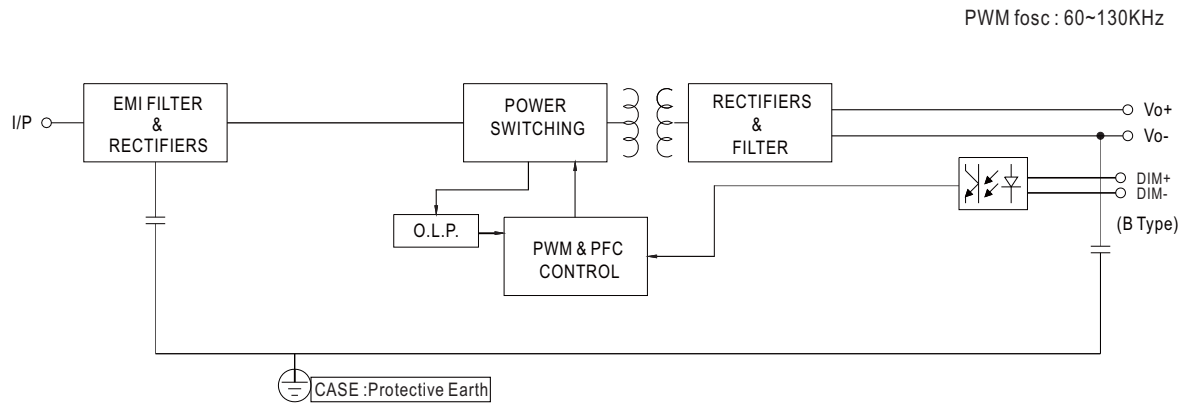 PWM fosc : 60~130KHz
I/P
EMI FILTER
&
RECTIFIERS
POWER
SWITCHING
RECTIFIERS
&
FILTER
Vo+
Vo-
DIM+
DIM-
(B Type)
O.L.P.
PWM & PFC
CONTROL
CASE :Protective Earth